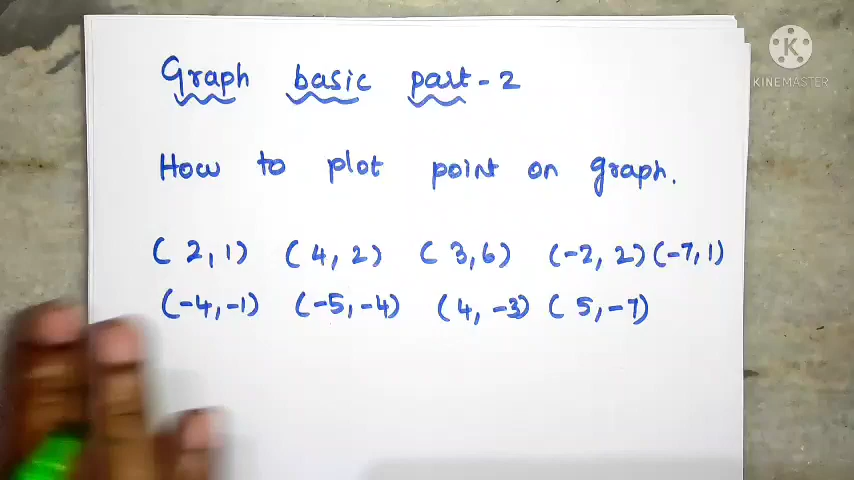 Graph basic part-2
KINEMASTER
How to plot point on graph.
(2,1) (4,2) (3,6) (-2,2) (-7,1)
(-4,-1) (-5,-4) (4,-3) (5,-7)